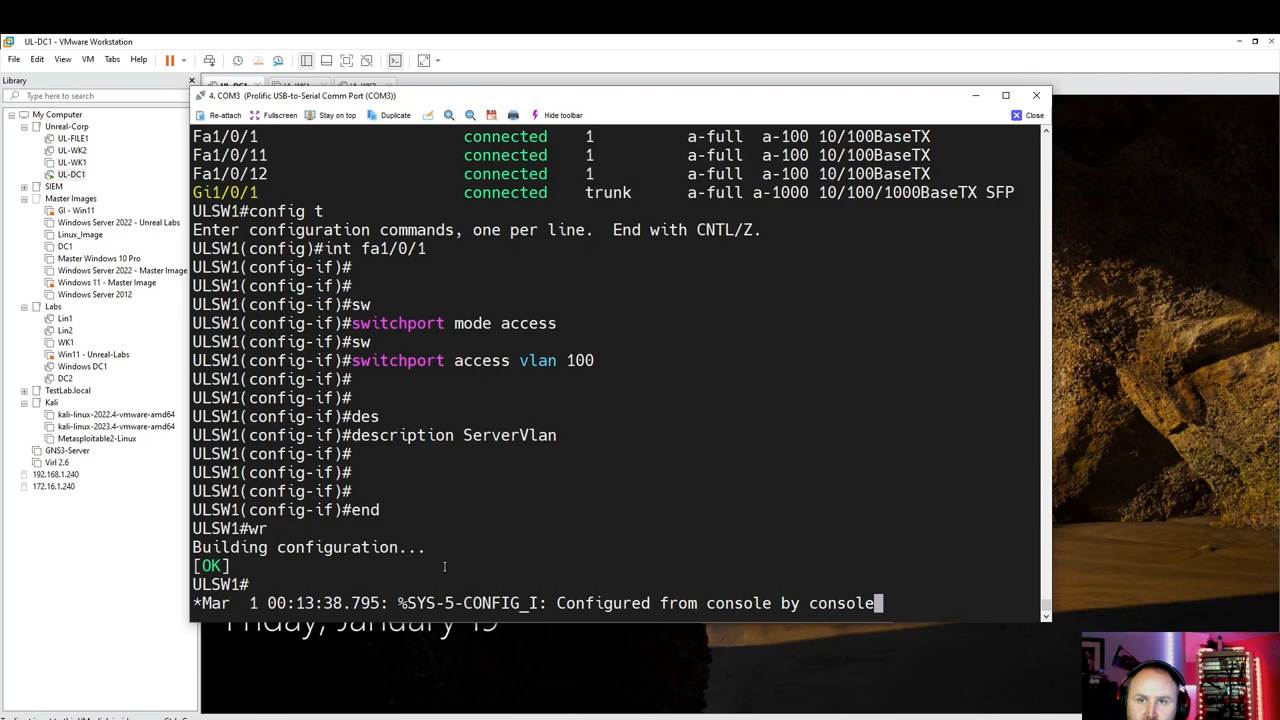 UL-DC1 - VMware Workstation
File Edit View VM Tabs Help
Library
Type here to search
My Computer
Unreal-Corp
UL-FILE1
UL-WK2
UL-WK1
UL-DC1
SIEM
Master Images
GI - Win11
Windows Server 2022 - Unreal Labs
Linux_Image
DC1
Master Windows 10 Pro
Windows Server 2022 - Master Image
Windows 11 - Master Image
Windows Server 2012
Labs
Lin1
Lin2
WK1
Win11 - Unreal-Labs
Windows DC1
DC2
TestLab.local
Kali
kali-linux-2022.4-vmware-amd64
kali-linux-2023.4-vmware-amd64
Metasploitable2-Linux
GNS3-Server
Virl 2.6
192.168.1.240
172.16.1.240
4. COM3 (Prolific USB-to-Serial Comm Port (COM3))
Re-attach Fullscreen Stay on top Duplicate Hide toolbar Close
Fa1/0/1 connected 1 a-full a-100 10/100BaseTX
Fa1/0/11 connected 1 a-full a-100 10/100BaseTX
Fa1/0/12 connected 1 a-full a-100 10/100BaseTX
Gi1/0/1 connected trunk a-full a-1000 10/100/1000BaseTX SFP
ULSW1#config t
Enter configuration commands, one per line. End with CNTL/Z.
ULSW1(config)#int fa1/0/1
ULSW1(config-if)#
ULSW1(config-if)#
ULSW1(config-if)#sw
ULSW1(config-if)#switchport mode access
ULSW1(config-if)#sw
ULSW1(config-if)#switchport access vlan 100
ULSW1(config-if)#
ULSW1(config-if)#
ULSW1(config-if)#des
ULSW1(config-if)#description ServerVlan
ULSW1(config-if)#
ULSW1(config-if)#
ULSW1(config-if)#
ULSW1(config-if)#end
ULSW1#wr
Building configuration...
[OK]
ULSW1#
*Mar 1 00:13:38.795: %SYS-5-CONFIG_I: Configured from console by console
Friday, January 19